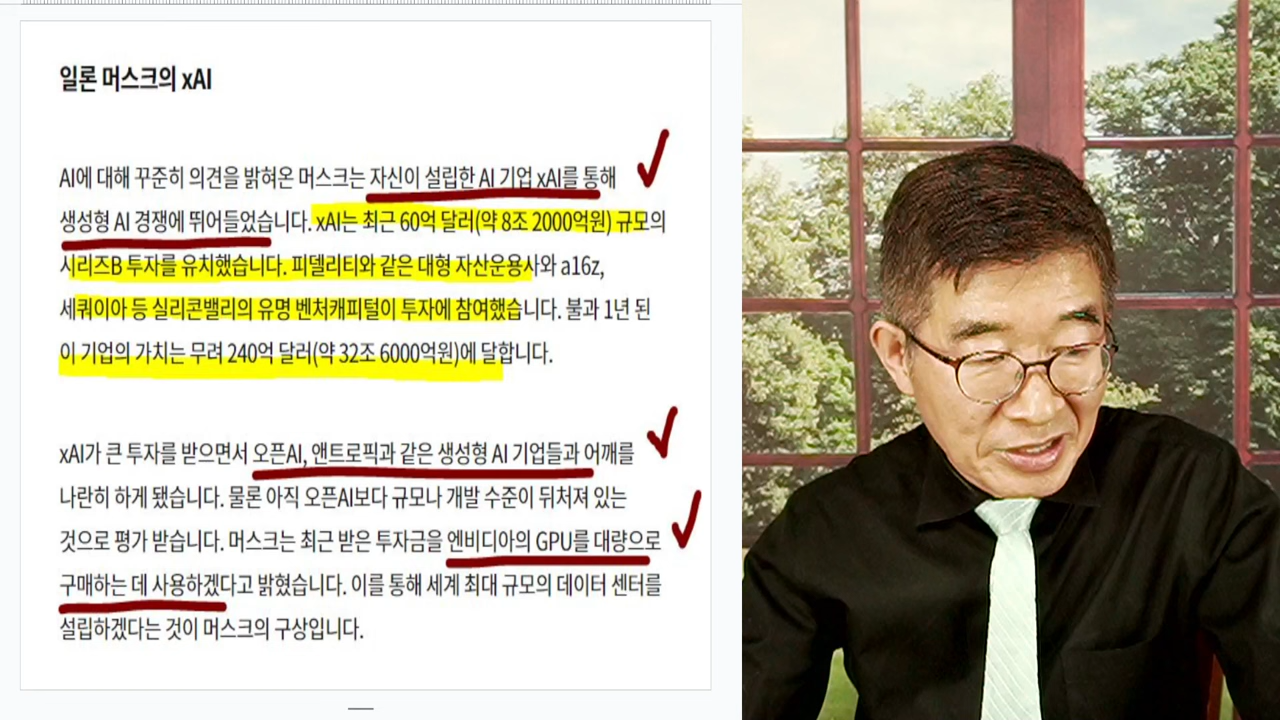 일론 머스크의 xAI
AI에 대해 꾸준히 의견을 밝혀온 머스크는 자신이 설립한 AI 기업 xAI를 통해
생성형 AI 경쟁에 뛰어들었습니다. xAI는 최근 60억 달러(약 8조 2000억원) 규모의
시리즈B 투자를 유치했습니다. 피델리티와 같은 대형 자산운용사와 a16z,
세쿼이아 등 실리콘밸리의 유명 벤처캐피털이 투자에 참여했습니다. 불과 1년 된
이 기업의 가치는 무려 240억 달러(약 32조 6000억원)에 달합니다.
xAI가 큰 투자를 받으면서 오픈AI, 앤트로픽과 같은 생성형 AI 기업들과 어깨를
나란히 하게 됐습니다. 물론 아직 오픈AI보다 규모나 개발 수준이 뒤처져 있는
것으로 평가 받습니다. 머스크는 최근 받은 투자금을 엔비디아의 GPU를 대량으로
구매하는 데 사용하겠다고 밝혔습니다. 이를 통해 세계 최대 규모의 데이터 센터를
설립하겠다는 것이 머스크의 구상입니다.